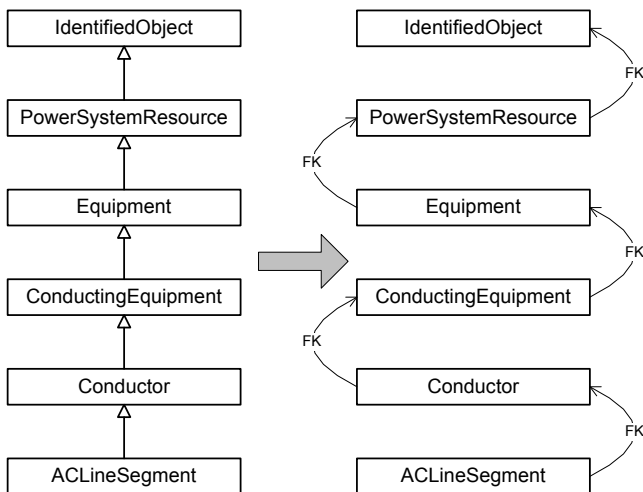 IdentifiedObject
IdentifiedObject
FK
PowerSystemResource
PowerSystemResource
FK
Equipment
Equipment
FK
ConductingEquipment
ConductingEquipment
FK
Conductor
Conductor
FK
ACLineSegment
ACLineSegment